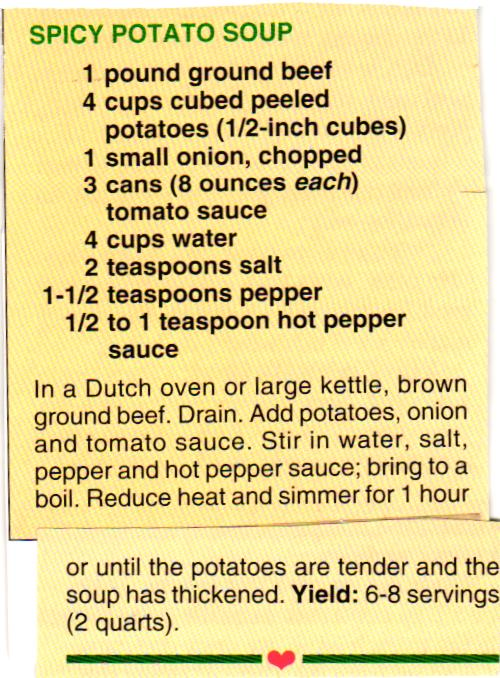 SPICY POTATO SOUP
1 pound ground beef
4 cups cubed peeled
potatoes (1/2-inch cubes)
1 small onion, chopped
3 cans (8 ounces each)
tomato sauce
4 cups water
2 teaspoons salt
1-1/2 teaspoons pepper
1/2 to 1 teaspoon hot pepper
sauce
In a Dutch oven or large kettle, brown
ground beef. Drain. Add potatoes, onion
and tomato sauce. Stir in water, salt,
pepper and hot pepper sauce; bring to a
boil. Reduce heat and simmer for 1 hour
or until the potatoes are tender and the
soup has thickened. Yield: 6-8 servings
(2 quarts).